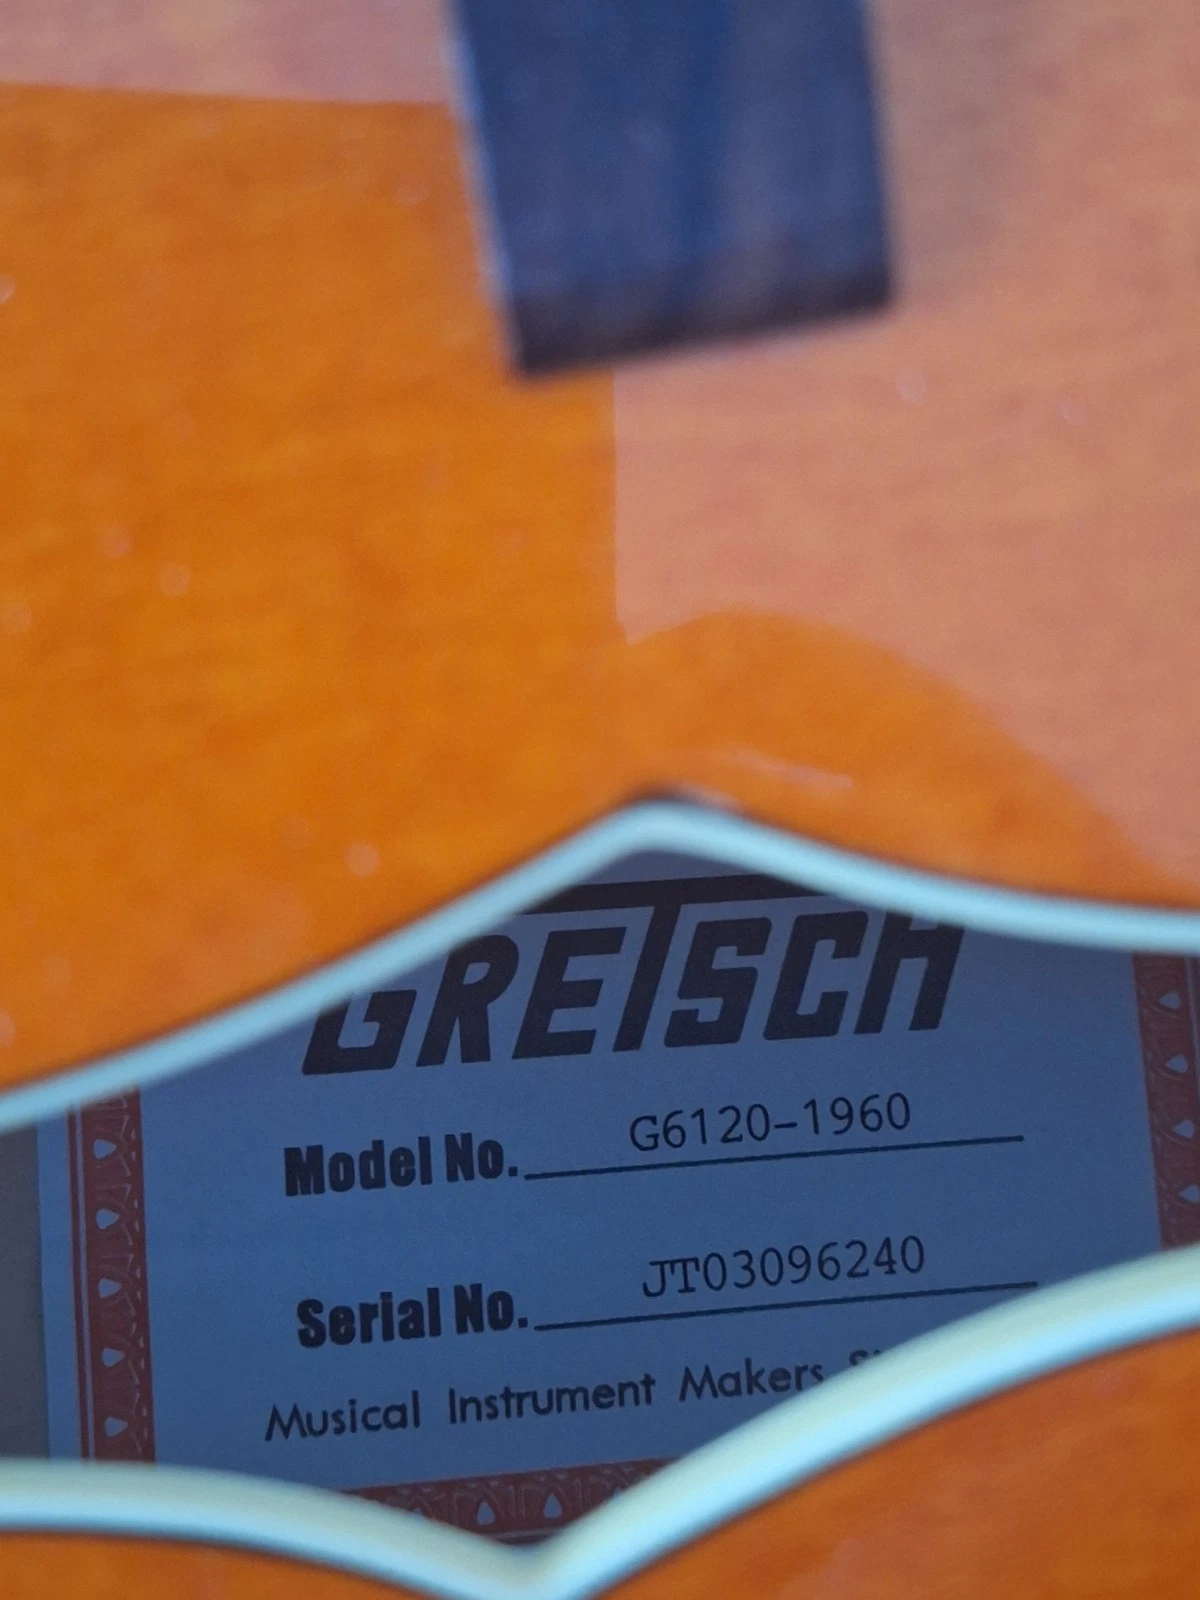 GRETSCH
Model No. G6120-1960
Serial No. JT03096240
Musical Instrument Makers